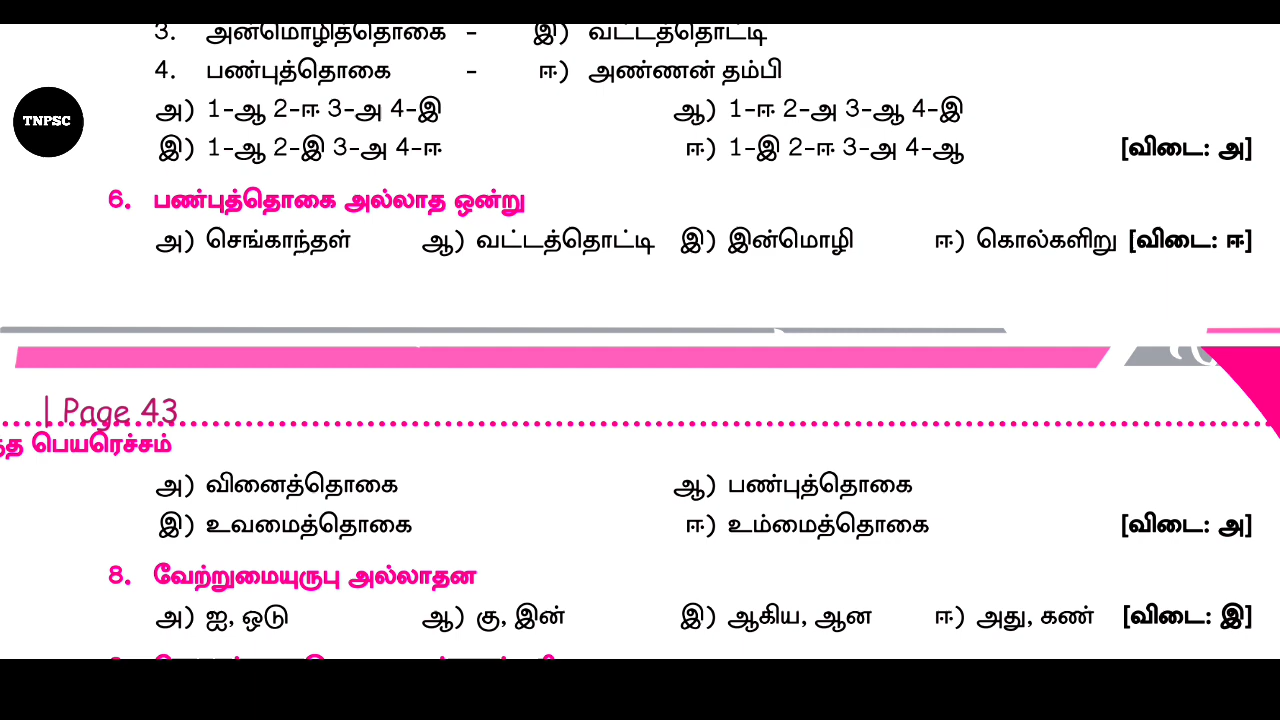 3. அன்மொழித்தொகை - இ) வட்டத்தொட்டி
4. பண்புத்தொகை - ஈ) அண்ணன் தம்பி
TNPSC
அ) 1-ஆ 2-ஈ 3-அ 4-இ ஆ) 1-ஈ 2-அ 3-ஆ 4-இ
இ) 1-ஆ 2-இ 3-அ 4-ஈ ஈ) 1-இ 2-ஈ 3-அ 4-ஆ [விடை: அ]
6. பண்புத்தொகை அல்லாத ஒன்று
அ) செங்காந்தள் ஆ) வட்டத்தொட்டி இ) இன்மொழி ஈ) கொல்களிறு [விடை: ஈ]
| Page 43
பெயரெச்சம்
அ) வினைத்தொகை ஆ) பண்புத்தொகை
இ) உவமைத்தொகை ஈ) உம்மைத்தொகை [விடை: அ]
8. வேற்றுமையுருபு அல்லாதன
அ) ஐ, ஒடு ஆ) கு, இன் இ) ஆகிய, ஆன ஈ) அது, கண் [விடை: இ]